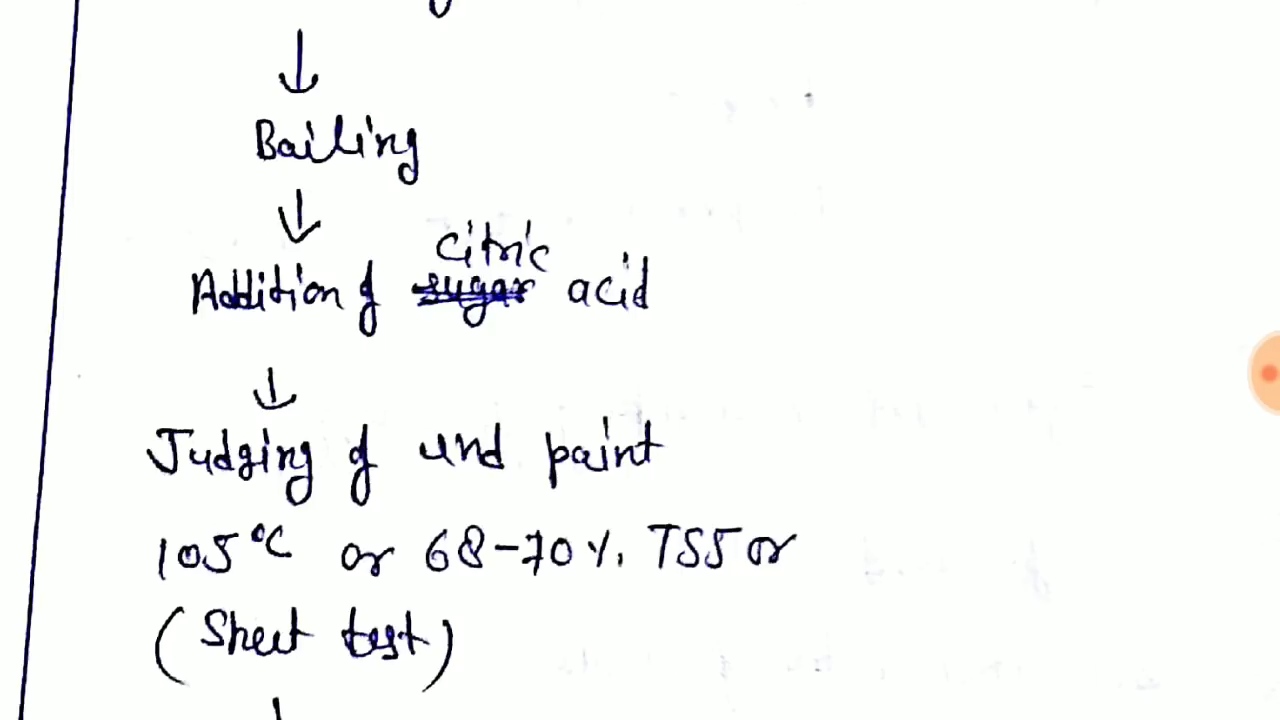 ↓
Boiling
↓
Citric
Addition of sugar acid
↓
Judging of end point
105°C or 68-70%. TSS or
(Sheet test)